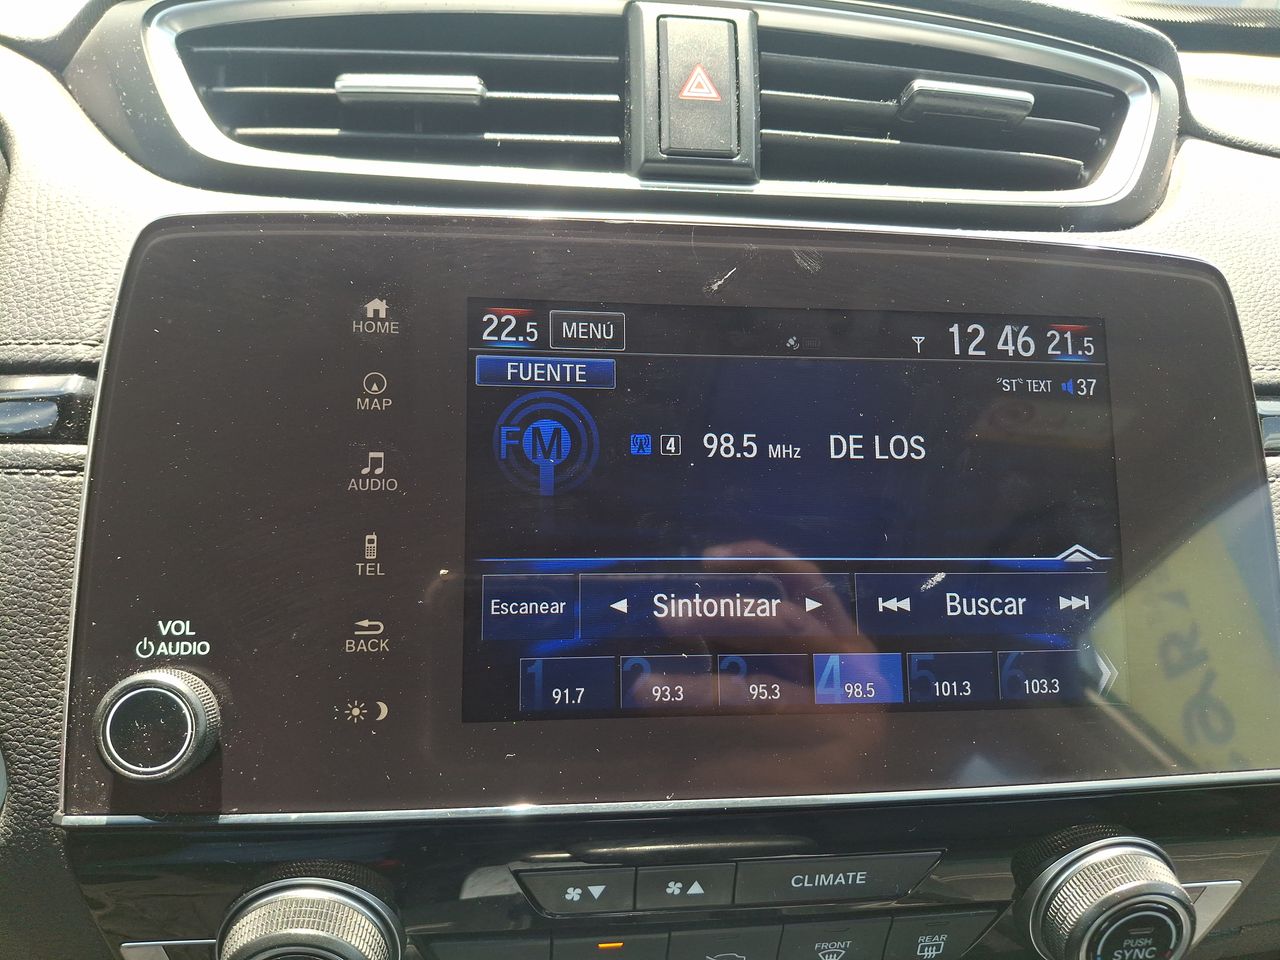 HOME
MAP
AUDIO
TEL
BACK
VOL
AUDIO
22.5 MENÚ 12 46 21.5
FUENTE
"ST" TEXT 37
FM 4 98.5 MHz DE LOS
Escanear Sintonizar Buscar
1 91.7 2 93.3 3 95.3 4 98.5 5 101.3 6 103.3
CLIMATE
FRONT
REAR
PUSH
SYNC